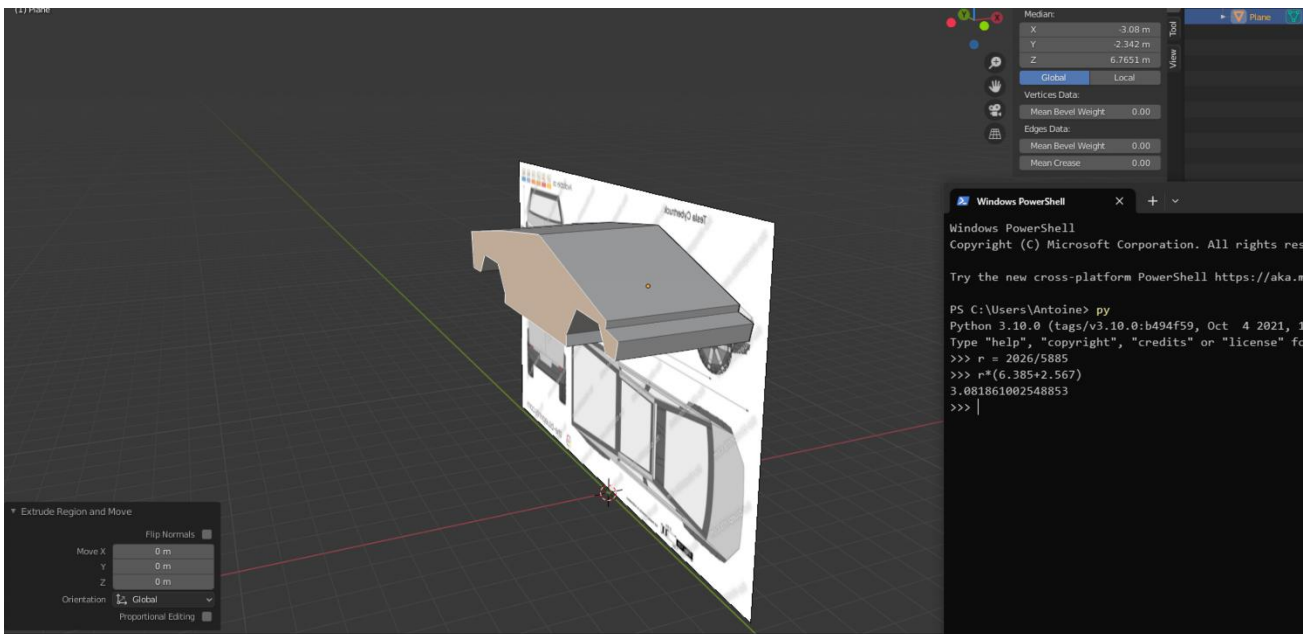 (1) Plane
Median:
X -3.08 m
Y -2.342 m
Z 6.7651 m
Global Local
Vertices Data:
Mean Bevel Weight 0.00
Edges Data:
Mean Bevel Weight 0.00
Mean Crease 0.00
Tool
View
Plane
Y
X
Tesla Cybertruck
Windows PowerShell
Windows PowerShell
Copyright (C) Microsoft Corporation. All rights res
Try the new cross-platform PowerShell https://aka.m
PS C:\Users\Antoine> py
Python 3.10.0 (tags/v3.10.0:b494f59, Oct 4 2021, 1
Type "help", "copyright", "credits" or "license" fo
>>> r = 2026/5885
>>> r*(6.385+2.567)
3.081861002548853
>>>
Extrude Region and Move
Flip Normals
Move X 0 m
Y 0 m
Z 0 m
Orientation Global
Proportional Editing